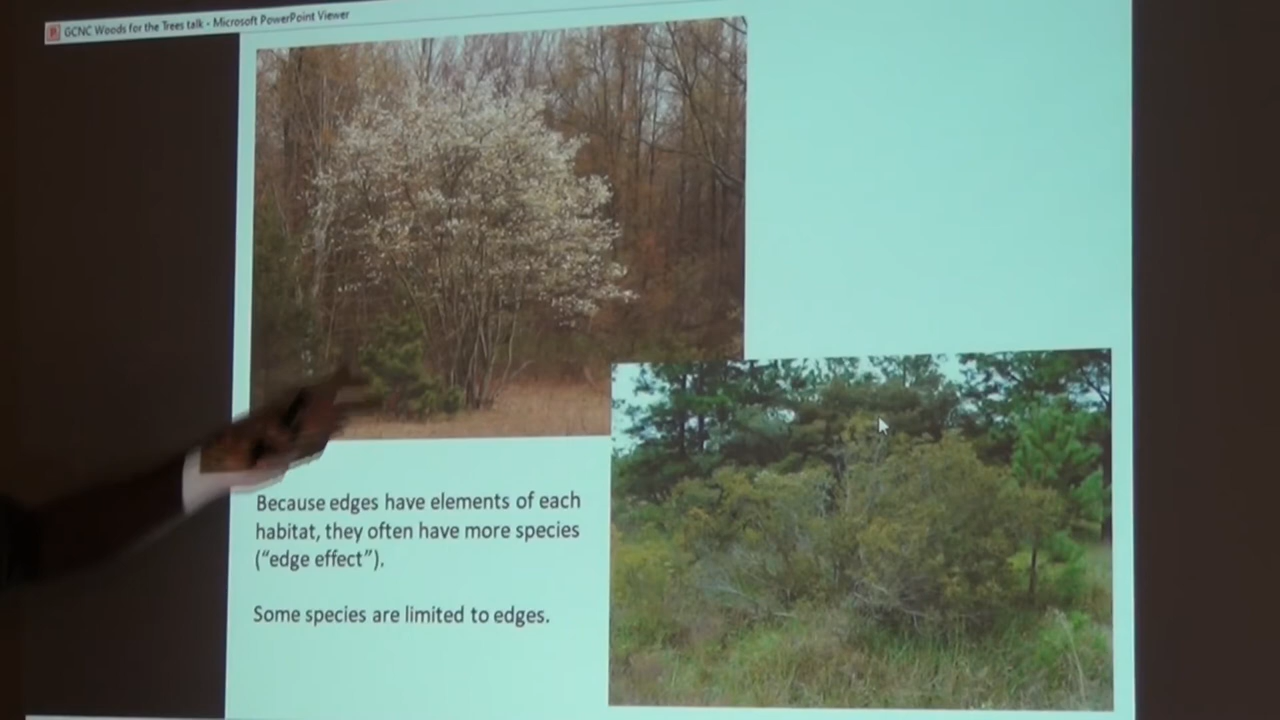 GCNC Woods for the Trees talk - Microsoft PowerPoint Viewer
Because edges have elements of each
habitat, they often have more species
(“edge effect”).
Some species are limited to edges.